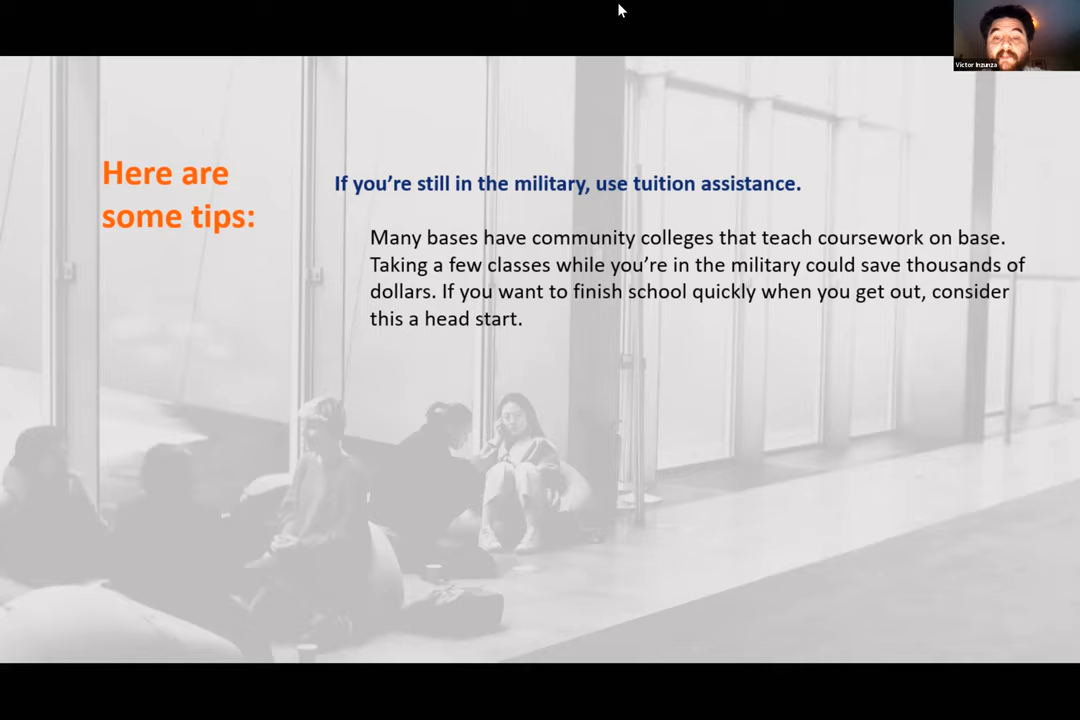 Victor Inzunza
Here are
some tips:
If you’re still in the military, use tuition assistance.
Many bases have community colleges that teach coursework on base.
Taking a few classes while you’re in the military could save thousands of
dollars. If you want to finish school quickly when you get out, consider
this a head start.